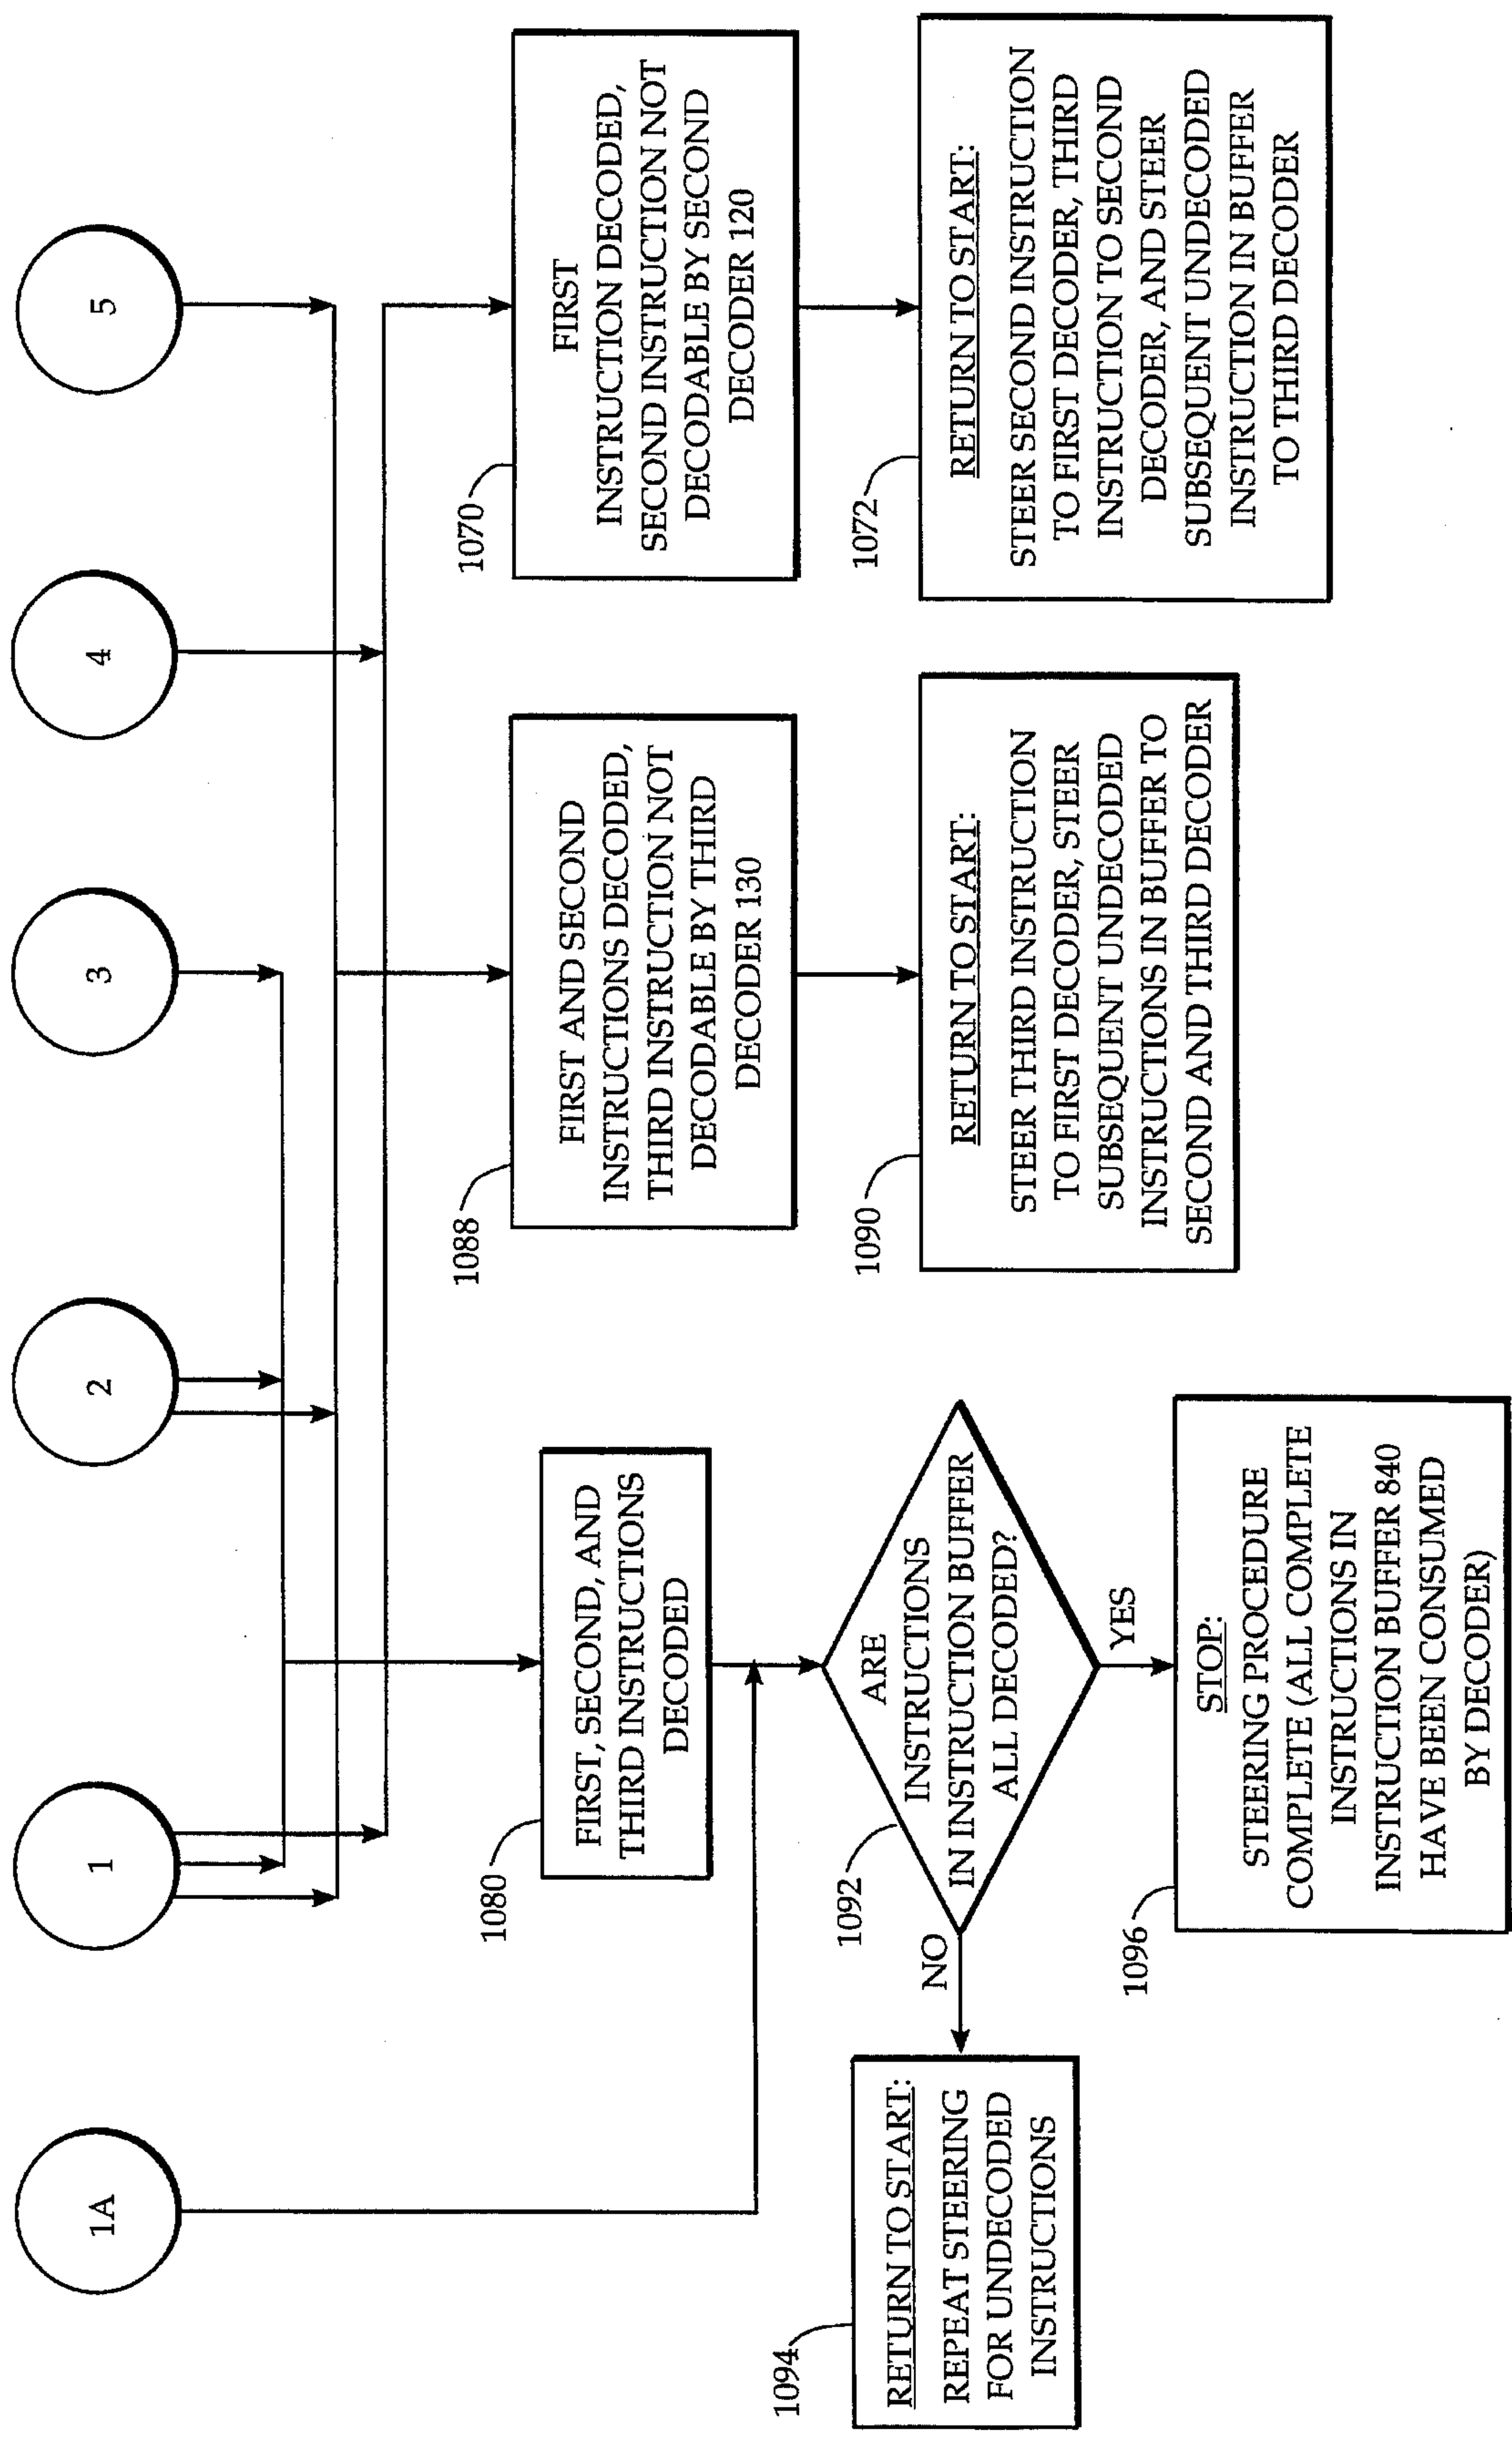 1A
1
2
3
4
5
1080
FIRST, SECOND, AND
THIRD INSTRUCTIONS
DECODED
1088
FIRST AND SECOND
INSTRUCTIONS DECODED,
THIRD INSTRUCTION NOT
DECODABLE BY THIRD
DECODER 130
1070
FIRST
INSTRUCTION DECODED,
SECOND INSTRUCTION NOT
DECODABLE BY SECOND
DECODER 120
1094
RETURN TO START:
REPEAT STEERING
FOR UNDECODED
INSTRUCTIONS
NO
1092
ARE
INSTRUCTIONS
IN INSTRUCTION BUFFER
ALL DECODED?
YES
1096
STOP:
STEERING PROCEDURE
COMPLETE (ALL COMPLETE
INSTRUCTIONS IN
INSTRUCTION BUFFER 840
HAVE BEEN CONSUMED
BY DECODER)
1090
RETURN TO START:
STEER THIRD INSTRUCTION
TO FIRST DECODER, STEER
SUBSEQUENT UNDECODED
INSTRUCTIONS IN BUFFER TO
SECOND AND THIRD DECODER
1072
RETURN TO START:
STEER SECOND INSTRUCTION
TO FIRST DECODER, THIRD
INSTRUCTION TO SECOND
DECODER, AND STEER
SUBSEQUENT UNDECODED
INSTRUCTION IN BUFFER
TO THIRD DECODER